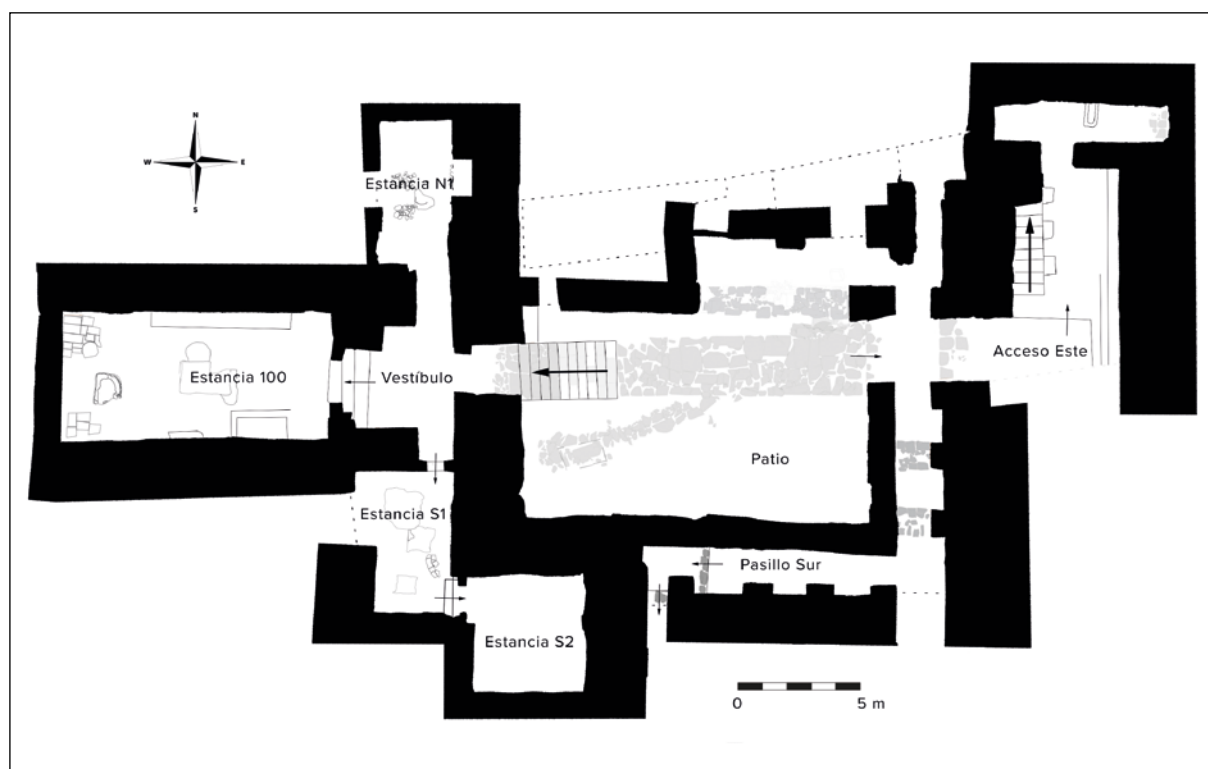 N
W E
S
Estancia N1
Acceso Este
Estancia 100
Vestíbulo
Patio
Estancia S1
Pasillo Sur
Estancia S2
0 5 m